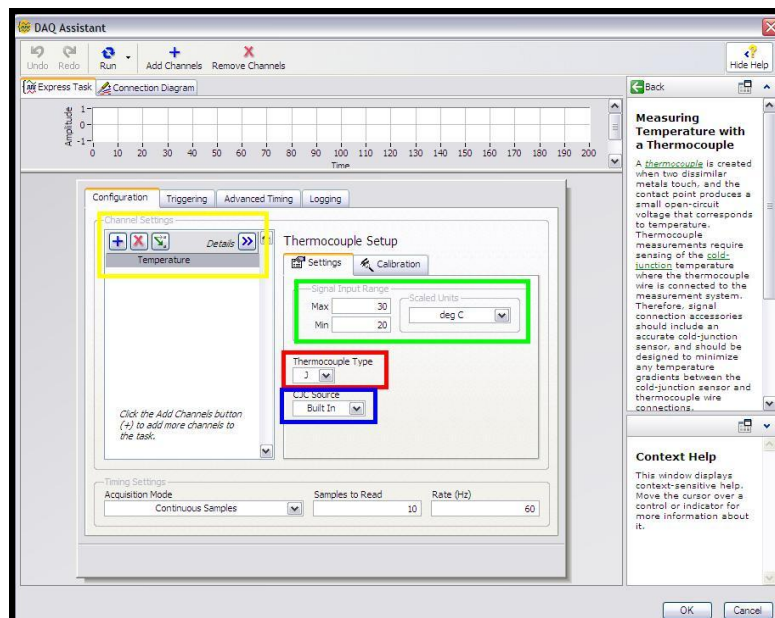 DAQ Assistant
Undo Redo Run Add Channels Remove Channels Hide Help
Express Task Connection Diagram
Back
Amplitude
1
0
-1
0 10 20 30 40 50 60 70 80 90 100 110 120 130 140 150 160 170 180 190 200
Time
Configuration Triggering Advanced Timing Logging
Channel Settings
Details
Temperature
Click the Add Channels button
(+) to add more channels to
the task.
Thermocouple Setup
Settings Calibration
Signal Input Range
Max 30
Min 20
Scaled Units
deg C
Thermocouple Type
J
CJC Source
Built In
Timing Settings
Acquisition Mode Samples to Read Rate (Hz)
Continuous Samples 10 60
Measuring
Temperature with
a Thermocouple
A thermocouple is created
when two dissimilar
metals touch, and the
contact point produces a
small open-circuit
voltage that corresponds
to temperature.
Thermocouple
measurements require
sensing of the cold-
junction temperature
where the thermocouple
wire is connected to the
measurement system.
Therefore, signal
connection accessories
should include an
accurate cold-junction
sensor, and should be
designed to minimize
any temperature
gradients between the
cold-junction sensor and
thermocouple wire
connections.
Context Help
This window displays
context-sensitive help.
Move the cursor over a
control or indicator for
more information about
it.
OK Cancel